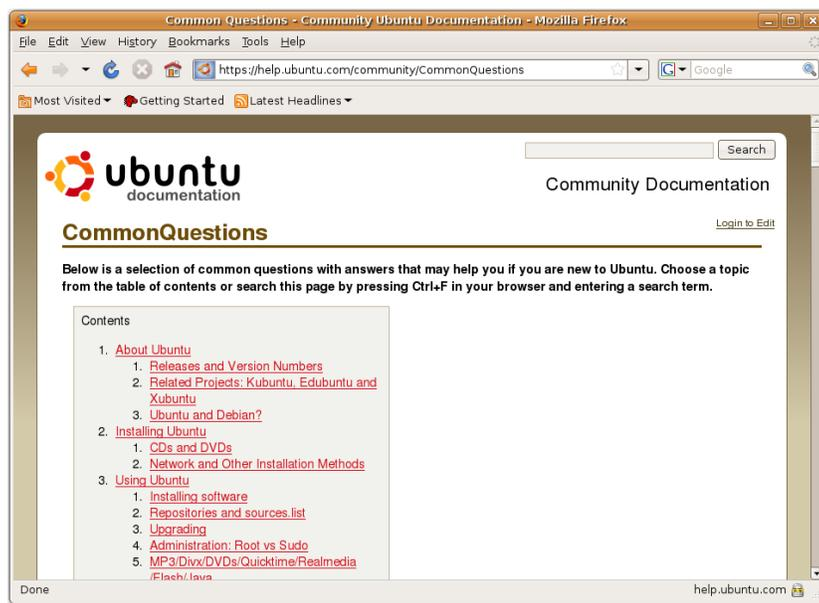 Common Questions - Community Ubuntu Documentation - Mozilla Firefox
File Edit View History Bookmarks Tools Help
https://help.ubuntu.com/community/CommonQuestions
G Google
Most Visited Getting Started Latest Headlines
ubuntu
documentation
Search
Community Documentation
Login to Edit
CommonQuestions
Below is a selection of common questions with answers that may help you if you are new to Ubuntu. Choose a topic
from the table of contents or search this page by pressing Ctrl+F in your browser and entering a search term.
Contents
1. About Ubuntu
1. Releases and Version Numbers
2. Related Projects: Kubuntu, Edubuntu and
Xubuntu
3. Ubuntu and Debian?
2. Installing Ubuntu
1. CDs and DVDs
2. Network and Other Installation Methods
3. Using Ubuntu
1. Installing software
2. Repositories and sources.list
3. Upgrading
4. Administration: Root vs Sudo
5. MP3/Divx/DVDs/Quicktime/Realmedia
/Flash/Java
Done
help.ubuntu.com